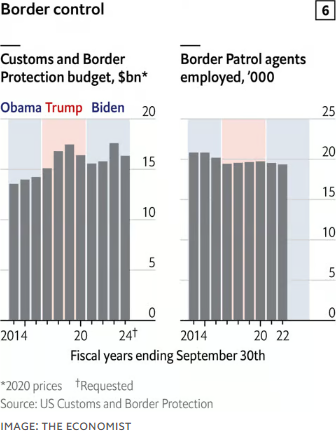 Border control
6
Customs and Border
Protection budget, $bn*
Obama Trump Biden
20
15
10
5
0
2014 20 24†
Border Patrol agents
employed, ’000
25
20
15
10
5
0
2014 20 22
Fiscal years ending September 30th
*2020 prices †Requested
Source: US Customs and Border Protection
IMAGE: THE ECONOMIST